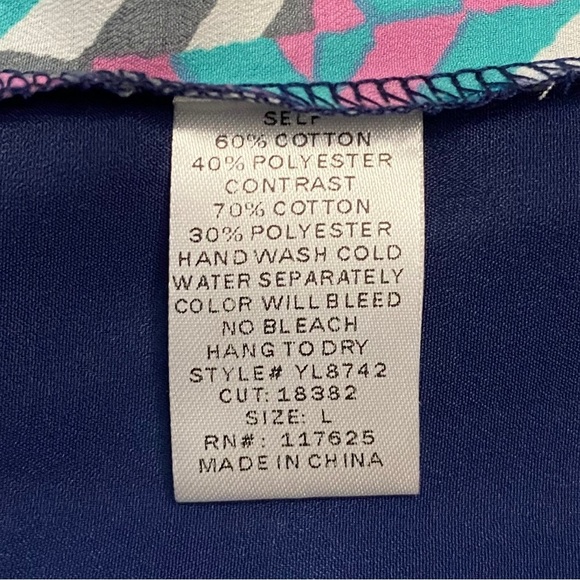 SELF
60% COTTON
40% POLYESTER
CONTRAST
70% COTTON
30% POLYESTER
HAND WASH COLD
WATER SEPARATELY
COLOR WILL BLEED
NO BLEACH
HANG TO DRY
STYLE# YL8742
CUT: 18382
SIZE: L
RN#: 117625
MADE IN CHINA